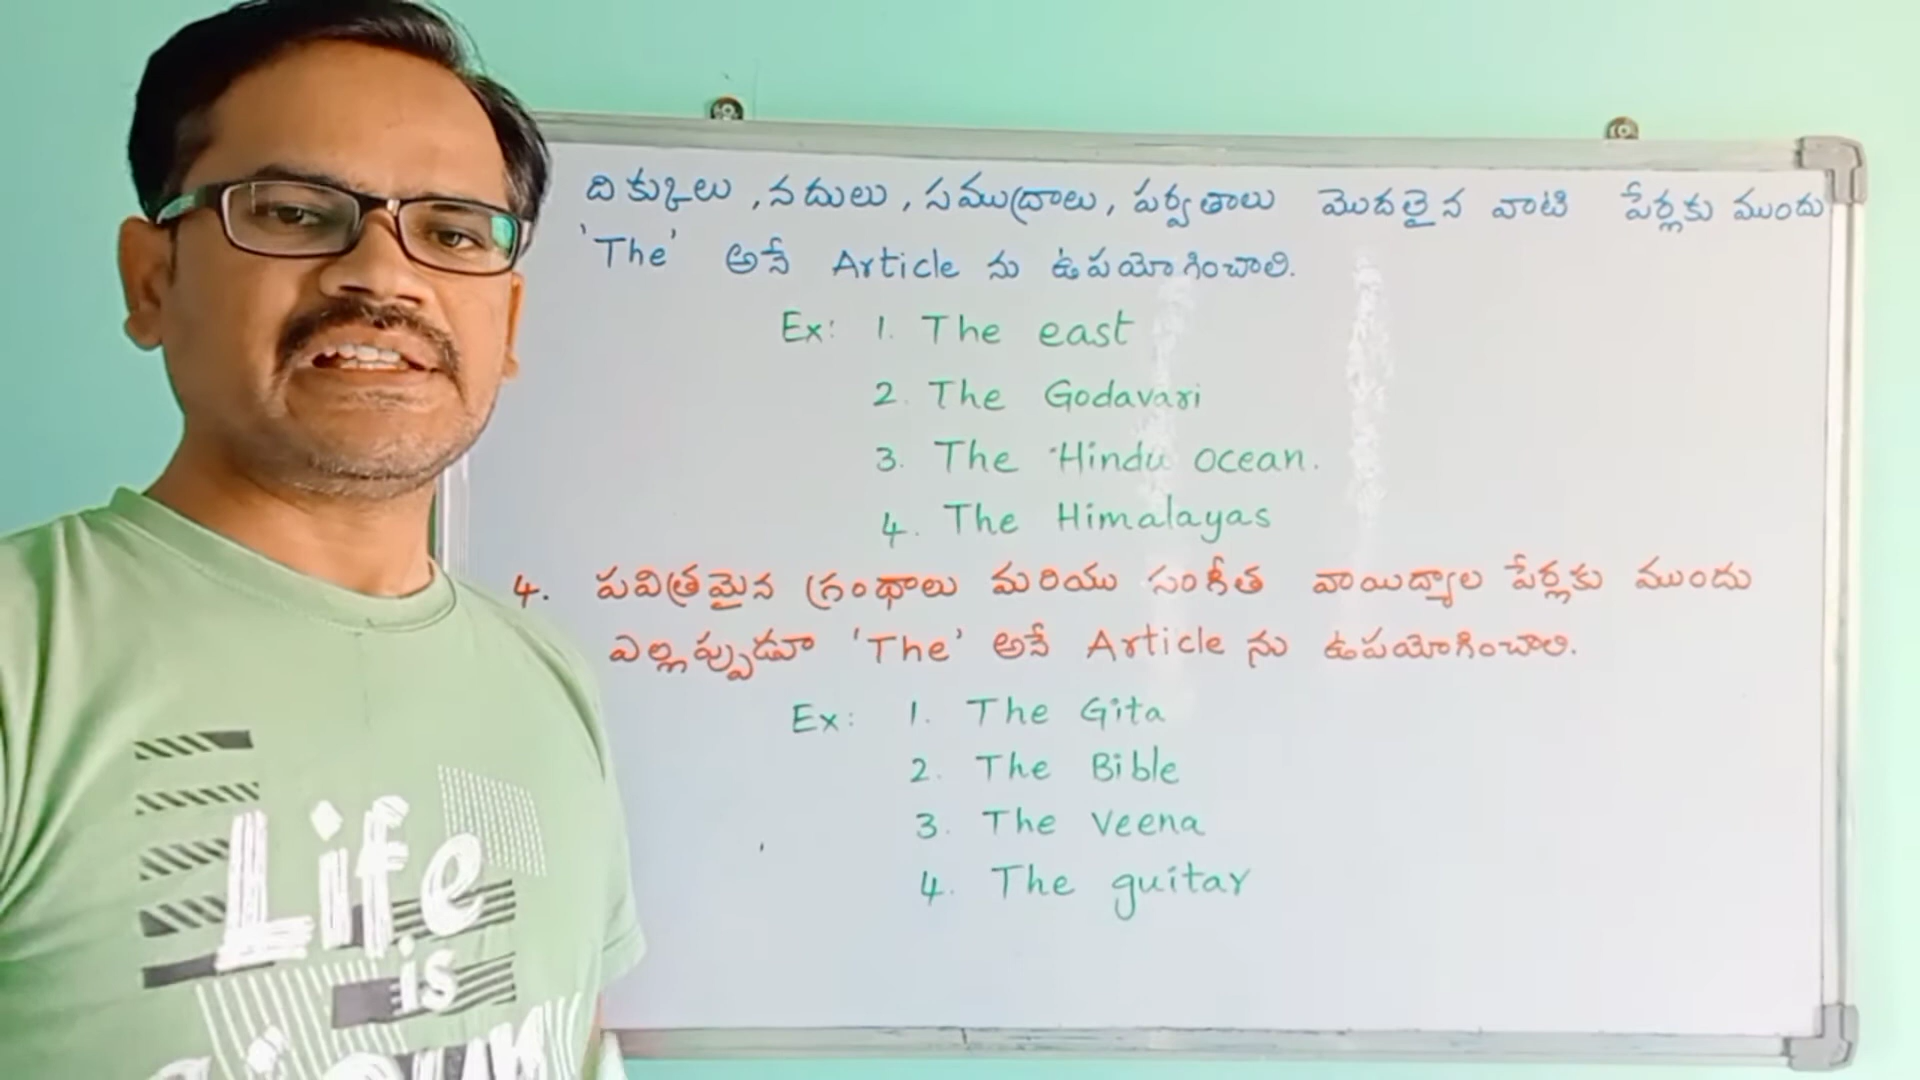 దిక్కులు, నదులు, సముద్రాలు, పర్వతాలు మొదలైన వాటి పేర్లకు ముందు
'The' అనే Article ను ఉపయోగించాలి.
Ex: 1. The east
2. The Godavari
3. The Hindu ocean.
4. The Himalayas
4. పవిత్రమైన గ్రంథాలు మరియు సంగీత వాయిద్యాల పేర్లకు ముందు
ఎల్లప్పుడూ 'The' అనే Article ను ఉపయోగించాలి.
Ex: 1. The Gita
2. The Bible
3. The Veena
4. The guitar
Life
is